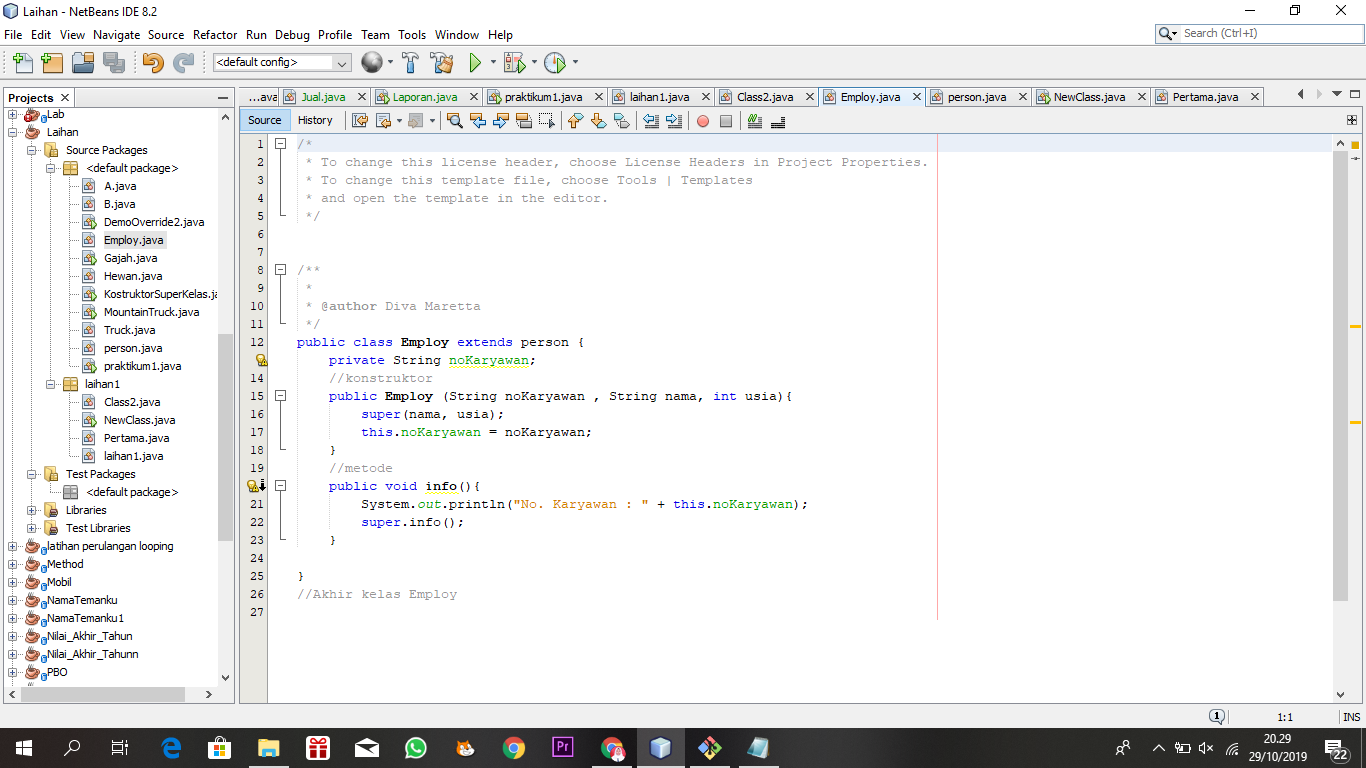 Laihan - NetBeans IDE 8.2
File Edit View Navigate Source Refactor Run Debug Profile Team Tools Window Help
Search (Ctrl+I)
<default config>
Projects
Lab
Laihan
Source Packages
<default package>
A.java
B.java
DemoOverride2.java
Employ.java
Gajah.java
Hewan.java
KostruktorSuperKelas.ja
MountainTruck.java
Truck.java
person.java
praktikum1.java
laihan1
Class2.java
NewClass.java
Pertama.java
laihan1.java
Test Packages
<default package>
Libraries
Test Libraries
latihan perulangan looping
Method
Mobil
NamaTemanku
NamaTemanku1
Nilai_Akhir_Tahun
Nilai_Akhir_Tahunn
PBO
...ava Jual.java Laporan.java praktikum1.java laihan1.java Class2.java Employ.java person.java NewClass.java Pertama.java
Source History
1 /*
2 * To change this license header, choose License Headers in Project Properties.
3 * To change this template file, choose Tools | Templates
4 * and open the template in the editor.
5 */
6
7
8 /**
9 *
10 * @author Diva Maretta
11 */
12 public class Employ extends person {
private String noKaryawan;
14 //konstruktor
15 public Employ (String noKaryawan , String nama, int usia){
16 super(nama, usia);
17 this.noKaryawan = noKaryawan;
18 }
19 //metode
public void info(){
21 System.out.println("No. Karyawan : " + this.noKaryawan);
22 super.info();
23 }
24
25 }
26 //Akhir kelas Employ
27
1 1:1 INS
Pr
20.29
29/10/2019
22